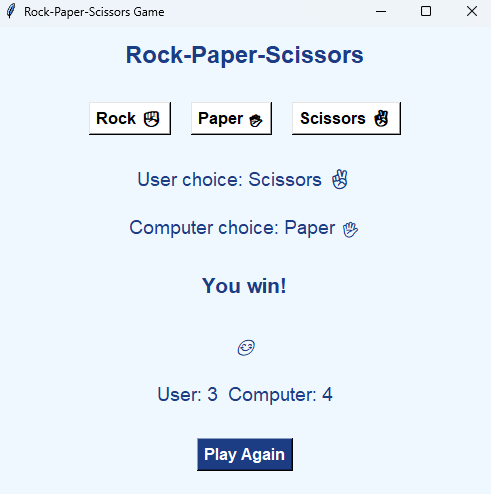 Rock-Paper-Scissors Game
Rock-Paper-Scissors
Rock ✊ Paper ✋ Scissors ✌
User choice: Scissors ✌
Computer choice: Paper ✋
You win!
😊
User: 3 Computer: 4
Play Again